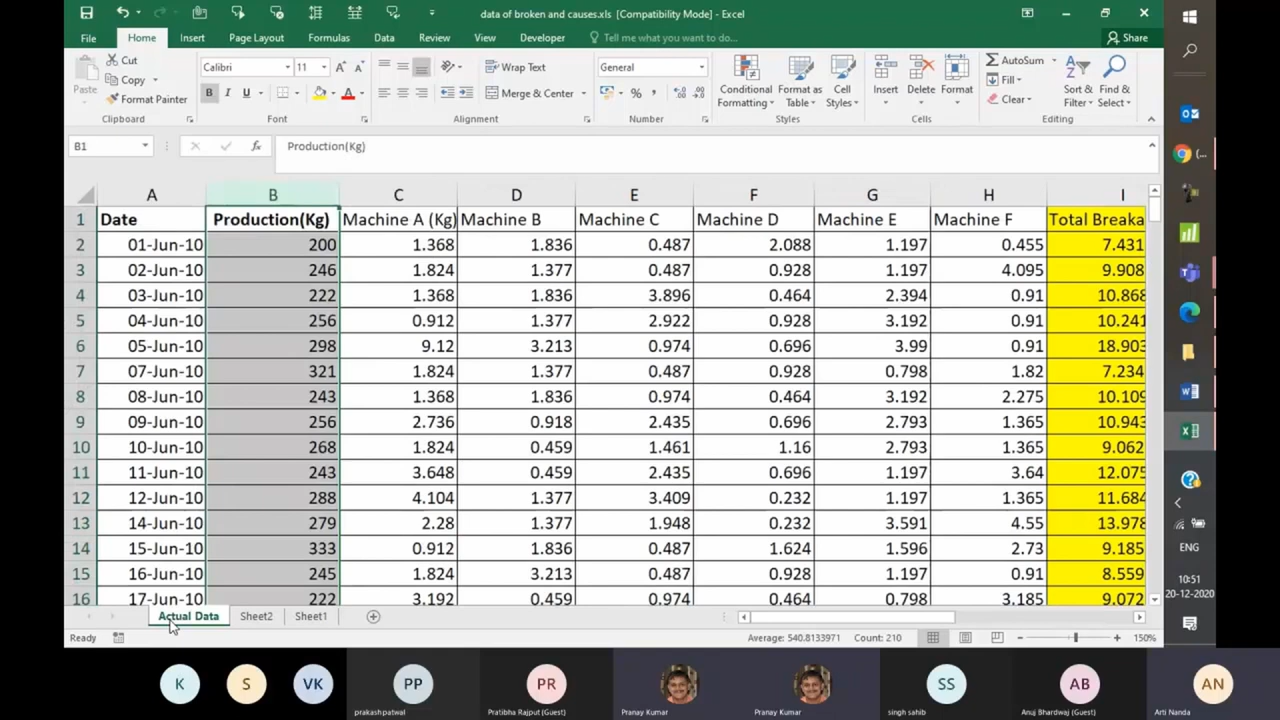 data of broken and causes.xls [Compatibility Mode] - Excel
File Home Insert Page Layout Formulas Data Review View Developer Tell me what you want to do... Share
Cut Calibri 11 Wrap Text General AutoSum
Copy Fill
Paste Format Painter Merge & Center Conditional Formatting Format as Table Cell Styles Insert Delete Format Clear Sort & Filter Find & Select
Clipboard Font Alignment Number Styles Cells Editing
B1 Production(Kg)
A B C D E F G H I
1 Date Production(Kg) Machine A (Kg) Machine B Machine C Machine D Machine E Machine F Total Breaka
2 01-Jun-10 200 1.368 1.836 0.487 2.088 1.197 0.455 7.431
3 02-Jun-10 246 1.824 1.377 0.487 0.928 1.197 4.095 9.908
4 03-Jun-10 222 1.368 1.836 3.896 0.464 2.394 0.91 10.868
5 04-Jun-10 256 0.912 1.377 2.922 0.928 3.192 0.91 10.241
6 05-Jun-10 298 9.12 3.213 0.974 0.696 3.99 0.91 18.903
7 07-Jun-10 321 1.824 1.377 0.487 0.928 0.798 1.82 7.234
8 08-Jun-10 243 1.368 1.836 0.974 0.464 3.192 2.275 10.109
9 09-Jun-10 256 2.736 0.918 2.435 0.696 2.793 1.365 10.943
10 10-Jun-10 268 1.824 0.459 1.461 1.16 2.793 1.365 9.062
11 11-Jun-10 243 3.648 0.459 2.435 0.696 1.197 3.64 12.075
12 12-Jun-10 288 4.104 1.377 3.409 0.232 1.197 1.365 11.684
13 14-Jun-10 279 2.28 1.377 1.948 0.232 3.591 4.55 13.978
14 15-Jun-10 333 0.912 1.836 0.487 1.624 1.596 2.73 9.185
15 16-Jun-10 245 1.824 3.213 0.487 0.928 1.197 0.91 8.559
16 17-Jun-10 222 3.192 0.459 0.974 0.464 0.798 3.185 9.072
Actual Data Sheet2 Sheet1
Ready Average: 540.8133971 Count: 210 150%
ENG
10:51
20-12-2020
K S VK PP PR SS AB AN
prakash patwal Pratibha Rajput (Guest) Pranay Kumar Pranay Kumar singh sahib Anuj Bhardwaj (Guest) Arti Nanda